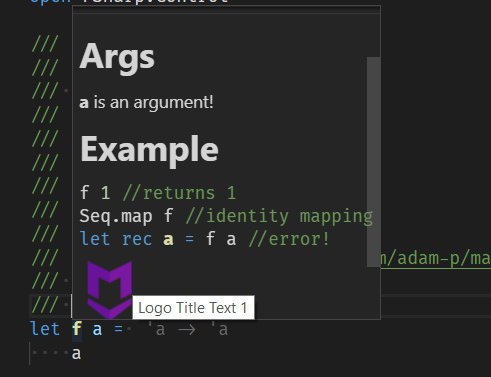 open FSharp.Control
Args
///
///
a is an argument!
///
///
Example
///
///
f 1 //returns 1
///
Seq.map f //identity mapping
///
let rec a = f a //error!
///
/// m/adam-p/ma
///
///
Logo Title Text 1
let f a = 'a -> 'a
a